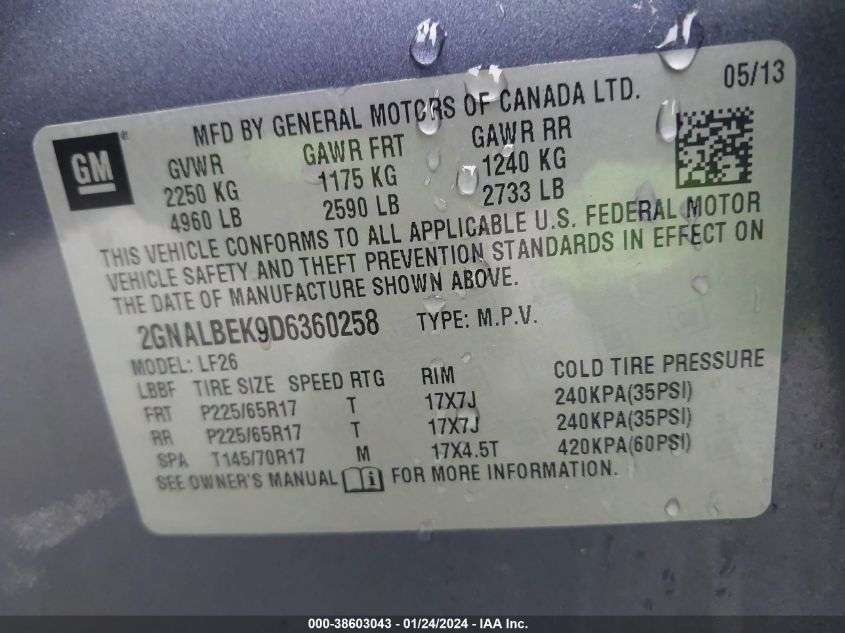 05/13
MFD BY GENERAL MOTORS OF CANADA LTD.
GM®
GVWR GAWR FRT GAWR RR
2250 KG 1175 KG 1240 KG
4960 LB 2590 LB 2733 LB
THIS VEHICLE CONFORMS TO ALL APPLICABLE U.S. FEDERAL MOTOR
VEHICLE SAFETY AND THEFT PREVENTION STANDARDS IN EFFECT ON
THE DATE OF MANUFACTURE SHOWN ABOVE.
2GNALBEK9D6360258 TYPE: M.P.V.
MODEL: LF26
LBBF TIRE SIZE SPEED RTG RIM COLD TIRE PRESSURE
FRT P225/65R17 T 17X7J 240KPA(35PSI)
RR P225/65R17 T 17X7J 240KPA(35PSI)
SPA T145/70R17 M 17X4.5T 420KPA(60PSI)
SEE OWNER'S MANUAL FOR MORE INFORMATION.
000-38603043 - 01/24/2024 - IAA, Inc.